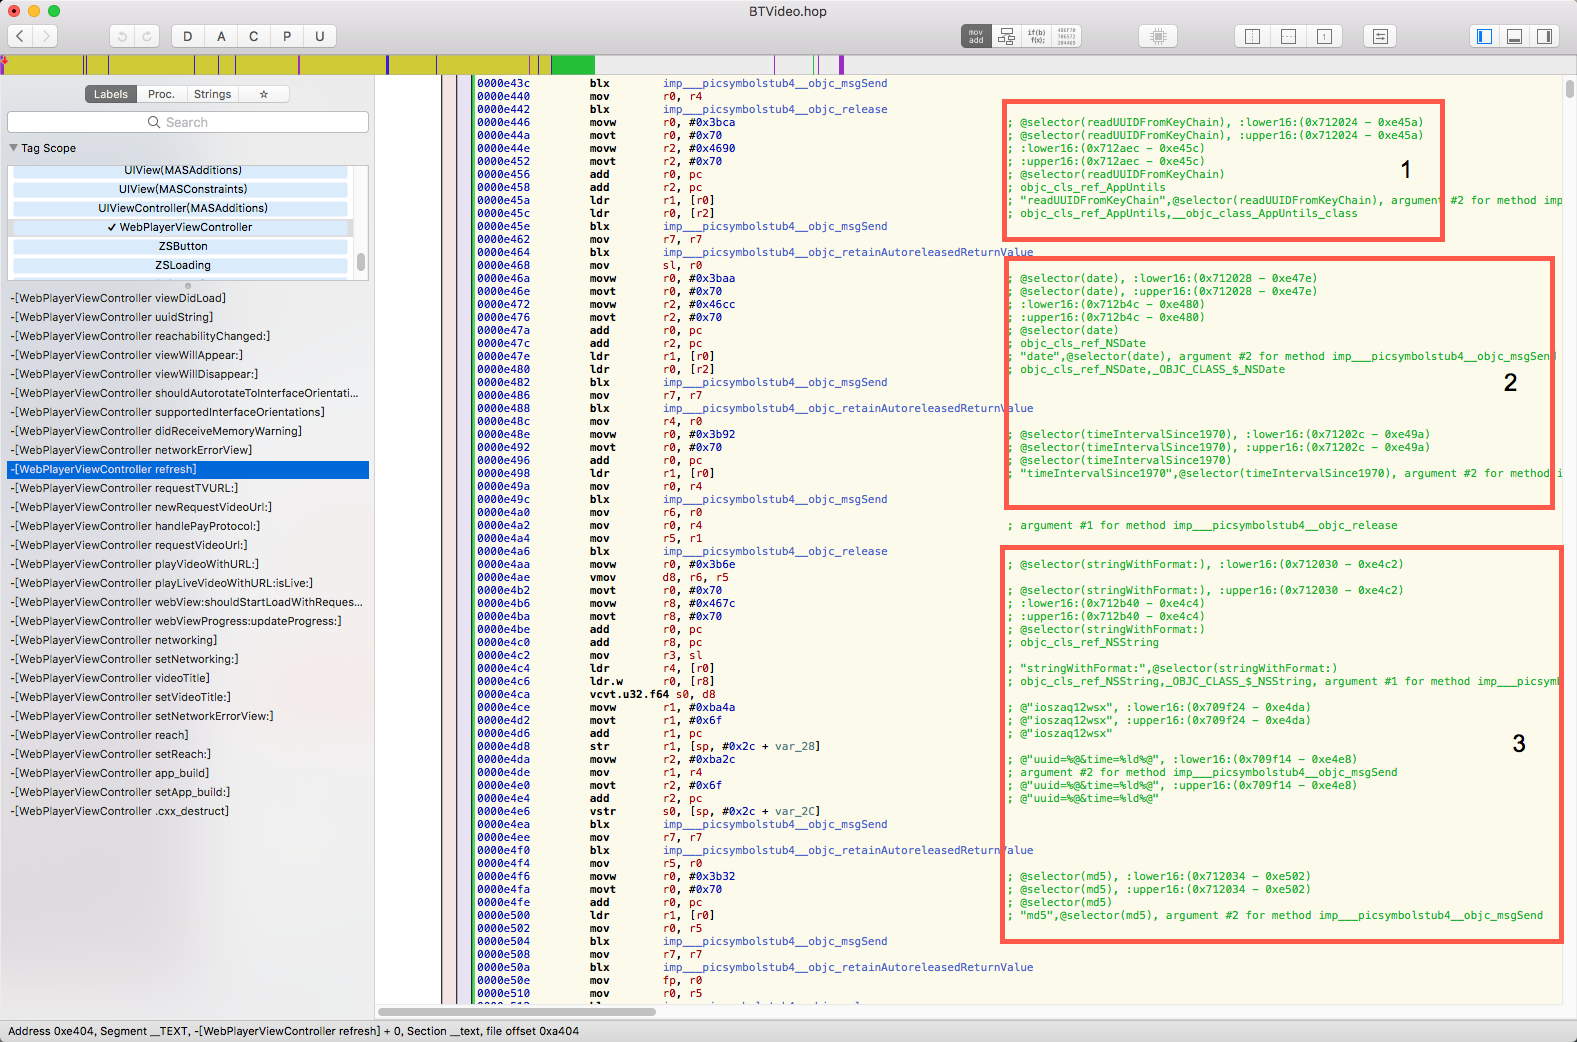 BTVideo.hop
D A C P U
mov add
if(b) f(x);
Labels Proc. Strings ☆
Search
Tag Scope
UIView(MASAdditions)
UIView(MASConstraints)
UIViewController(MASAdditions)
✓ WebPlayerViewController
ZSButton
ZSLoading
-[WebPlayerViewController viewDidLoad]
-[WebPlayerViewController uuidString]
-[WebPlayerViewController reachabilityChanged:]
-[WebPlayerViewController viewWillAppear:]
-[WebPlayerViewController viewWillDisappear:]
-[WebPlayerViewController shouldAutorotateToInterfaceOrientati...
-[WebPlayerViewController supportedInterfaceOrientations]
-[WebPlayerViewController didReceiveMemoryWarning]
-[WebPlayerViewController networkErrorView]
-[WebPlayerViewController refresh]
-[WebPlayerViewController requestTVURL:]
-[WebPlayerViewController newRequestVideoUrl:]
-[WebPlayerViewController handlePayProtocol:]
-[WebPlayerViewController requestVideoUrl:]
-[WebPlayerViewController playVideoWithURL:]
-[WebPlayerViewController playLiveVideoWithURL:isLive:]
-[WebPlayerViewController webView:shouldStartLoadWithReques...
-[WebPlayerViewController webViewProgress:updateProgress:]
-[WebPlayerViewController networking]
-[WebPlayerViewController setNetworking:]
-[WebPlayerViewController videoTitle]
-[WebPlayerViewController setVideoTitle:]
-[WebPlayerViewController setNetworkErrorView:]
-[WebPlayerViewController reach]
-[WebPlayerViewController setReach:]
-[WebPlayerViewController app_build]
-[WebPlayerViewController setApp_build:]
-[WebPlayerViewController .cxx_destruct]
0000e43c blx imp___picsymbolstub4__objc_msgSend
0000e440 mov r0, r4
0000e442 blx imp___picsymbolstub4__objc_release
0000e446 movw r0, #0x3bca ; @selector(readUUIDFromKeyChain), :lower16:(0x712024 - 0xe45a)
0000e44a movt r0, #0x70 ; @selector(readUUIDFromKeyChain), :upper16:(0x712024 - 0xe45a)
0000e44e movw r2, #0x4690 ; :lower16:(0x712aec - 0xe45c)
0000e452 movt r2, #0x70 ; :upper16:(0x712aec - 0xe45c)
0000e456 add r0, pc ; @selector(readUUIDFromKeyChain)
0000e458 add r2, pc ; objc_cls_ref_AppUntils
0000e45a ldr r1, [r0] ; "readUUIDFromKeyChain",@selector(readUUIDFromKeyChain), argument #2 for method imp
0000e45c ldr r0, [r2] ; objc_cls_ref_AppUntils,__objc_class_AppUntils_class
0000e45e blx imp___picsymbolstub4__objc_msgSend
0000e462 mov r7, r7
0000e464 blx imp___picsymbolstub4__objc_retainAutoreleasedReturnValue
0000e468 mov sl, r0
0000e46a movw r0, #0x3baa ; @selector(date), :lower16:(0x712028 - 0xe47e)
0000e46e movt r0, #0x70 ; @selector(date), :upper16:(0x712028 - 0xe47e)
0000e472 movw r2, #0x46cc ; :lower16:(0x712b4c - 0xe480)
0000e476 movt r2, #0x70 ; :upper16:(0x712b4c - 0xe480)
0000e47a add r0, pc ; @selector(date)
0000e47c add r2, pc ; objc_cls_ref_NSDate
0000e47e ldr r1, [r0] ; "date",@selector(date), argument #2 for method imp___picsymbolstub4__objc_msgSend
0000e480 ldr r0, [r2] ; objc_cls_ref_NSDate,_OBJC_CLASS_$_NSDate
0000e482 blx imp___picsymbolstub4__objc_msgSend
0000e486 mov r7, r7
0000e488 blx imp___picsymbolstub4__objc_retainAutoreleasedReturnValue
0000e48c mov r4, r0
0000e48e movw r0, #0x3b92 ; @selector(timeIntervalSince1970), :lower16:(0x71202c - 0xe49a)
0000e492 movt r0, #0x70 ; @selector(timeIntervalSince1970), :upper16:(0x71202c - 0xe49a)
0000e496 add r0, pc ; @selector(timeIntervalSince1970)
0000e498 ldr r1, [r0] ; "timeIntervalSince1970",@selector(timeIntervalSince1970), argument #2 for method i
0000e49a mov r0, r4
0000e49c blx imp___picsymbolstub4__objc_msgSend
0000e4a0 mov r6, r0
0000e4a2 mov r0, r4 ; argument #1 for method imp___picsymbolstub4__objc_release
0000e4a4 mov r5, r1
0000e4a6 blx imp___picsymbolstub4__objc_release
0000e4aa movw r0, #0x3b6e ; @selector(stringWithFormat:), :lower16:(0x712030 - 0xe4c2)
0000e4ae vmov d8, r6, r5
0000e4b2 movt r0, #0x70 ; @selector(stringWithFormat:), :upper16:(0x712030 - 0xe4c2)
0000e4b6 movw r8, #0x467c ; :lower16:(0x712b40 - 0xe4c4)
0000e4ba movt r8, #0x70 ; :upper16:(0x712b40 - 0xe4c4)
0000e4be add r0, pc ; @selector(stringWithFormat:)
0000e4c0 add r8, pc ; objc_cls_ref_NSString
0000e4c2 mov r3, sl
0000e4c4 ldr r4, [r0] ; "stringWithFormat:",@selector(stringWithFormat:)
0000e4c6 ldr.w r0, [r8] ; objc_cls_ref_NSString,_OBJC_CLASS_$_NSString, argument #1 for method imp___picsymb
0000e4ca vcvt.u32.f64 s0, d8
0000e4ce movw r1, #0xba4a ; @"ioszaq12wsx", :lower16:(0x709f24 - 0xe4da)
0000e4d2 movt r1, #0x6f ; @"ioszaq12wsx", :upper16:(0x709f24 - 0xe4da)
0000e4d6 add r1, pc ; @"ioszaq12wsx"
0000e4d8 str r1, [sp, #0x2c + var_28]
0000e4da movw r2, #0xba2c ; @"uuid=%@&time=%ld%@", :lower16:(0x709f14 - 0xe4e8)
0000e4de mov r1, r4 ; argument #2 for method imp___picsymbolstub4__objc_msgSend
0000e4e0 movt r2, #0x6f ; @"uuid=%@&time=%ld%@", :upper16:(0x709f14 - 0xe4e8)
0000e4e4 add r2, pc ; @"uuid=%@&time=%ld%@"
0000e4e6 vstr s0, [sp, #0x2c + var_2C]
0000e4ea blx imp___picsymbolstub4__objc_msgSend
0000e4ee mov r7, r7
0000e4f0 blx imp___picsymbolstub4__objc_retainAutoreleasedReturnValue
0000e4f4 mov r5, r0
0000e4f6 movw r0, #0x3b32 ; @selector(md5), :lower16:(0x712034 - 0xe502)
0000e4fa movt r0, #0x70 ; @selector(md5), :upper16:(0x712034 - 0xe502)
0000e4fe add r0, pc ; @selector(md5)
0000e500 ldr r1, [r0] ; "md5",@selector(md5), argument #2 for method imp___picsymbolstub4__objc_msgSend
0000e502 mov r0, r5
0000e504 blx imp___picsymbolstub4__objc_msgSend
0000e508 mov r7, r7
0000e50a blx imp___picsymbolstub4__objc_retainAutoreleasedReturnValue
0000e50e mov fp, r0
0000e510 mov r0, r5
1
2
3
Address 0xe404, Segment __TEXT, -[WebPlayerViewController refresh] + 0, Section __text, file offset 0xa404